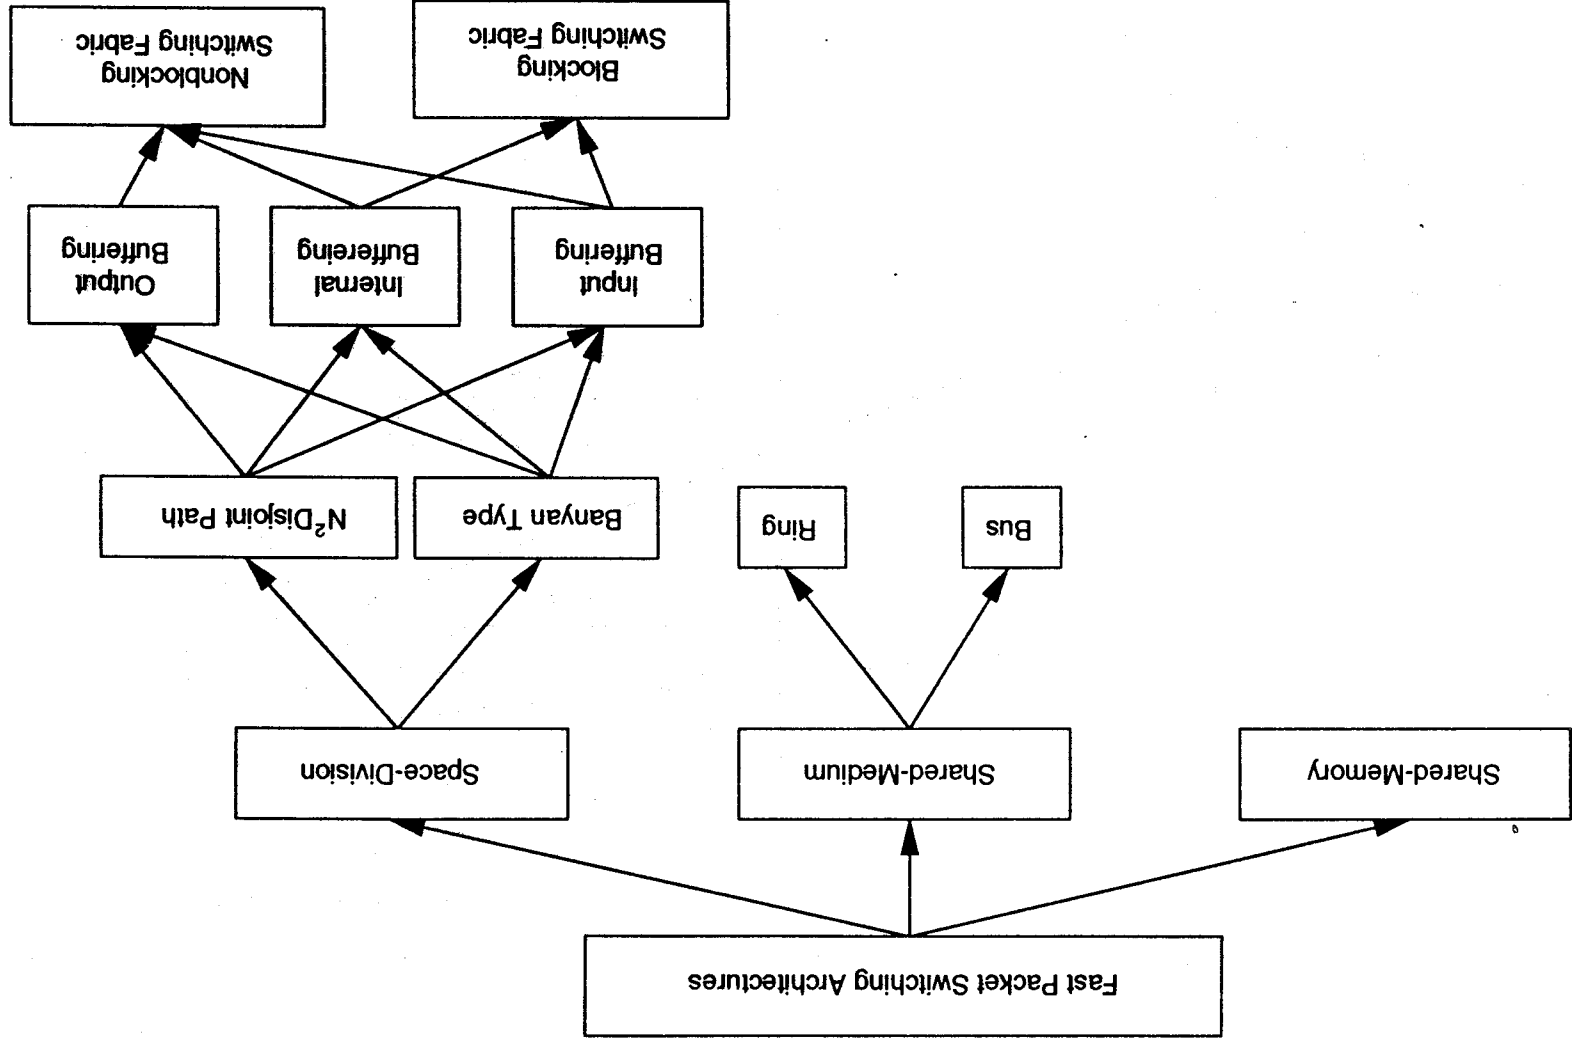 Fast Packet Switching Architectures
Shared-Memory
Shared-Medium
Space-Division
Bus
Ring
Banyan Type
N²Disjoint Path
Input
Buffering
Internal
Buffereing
Output
Buffering
Blocking
Switching Fabric
Nonblocking
Switching Fabric